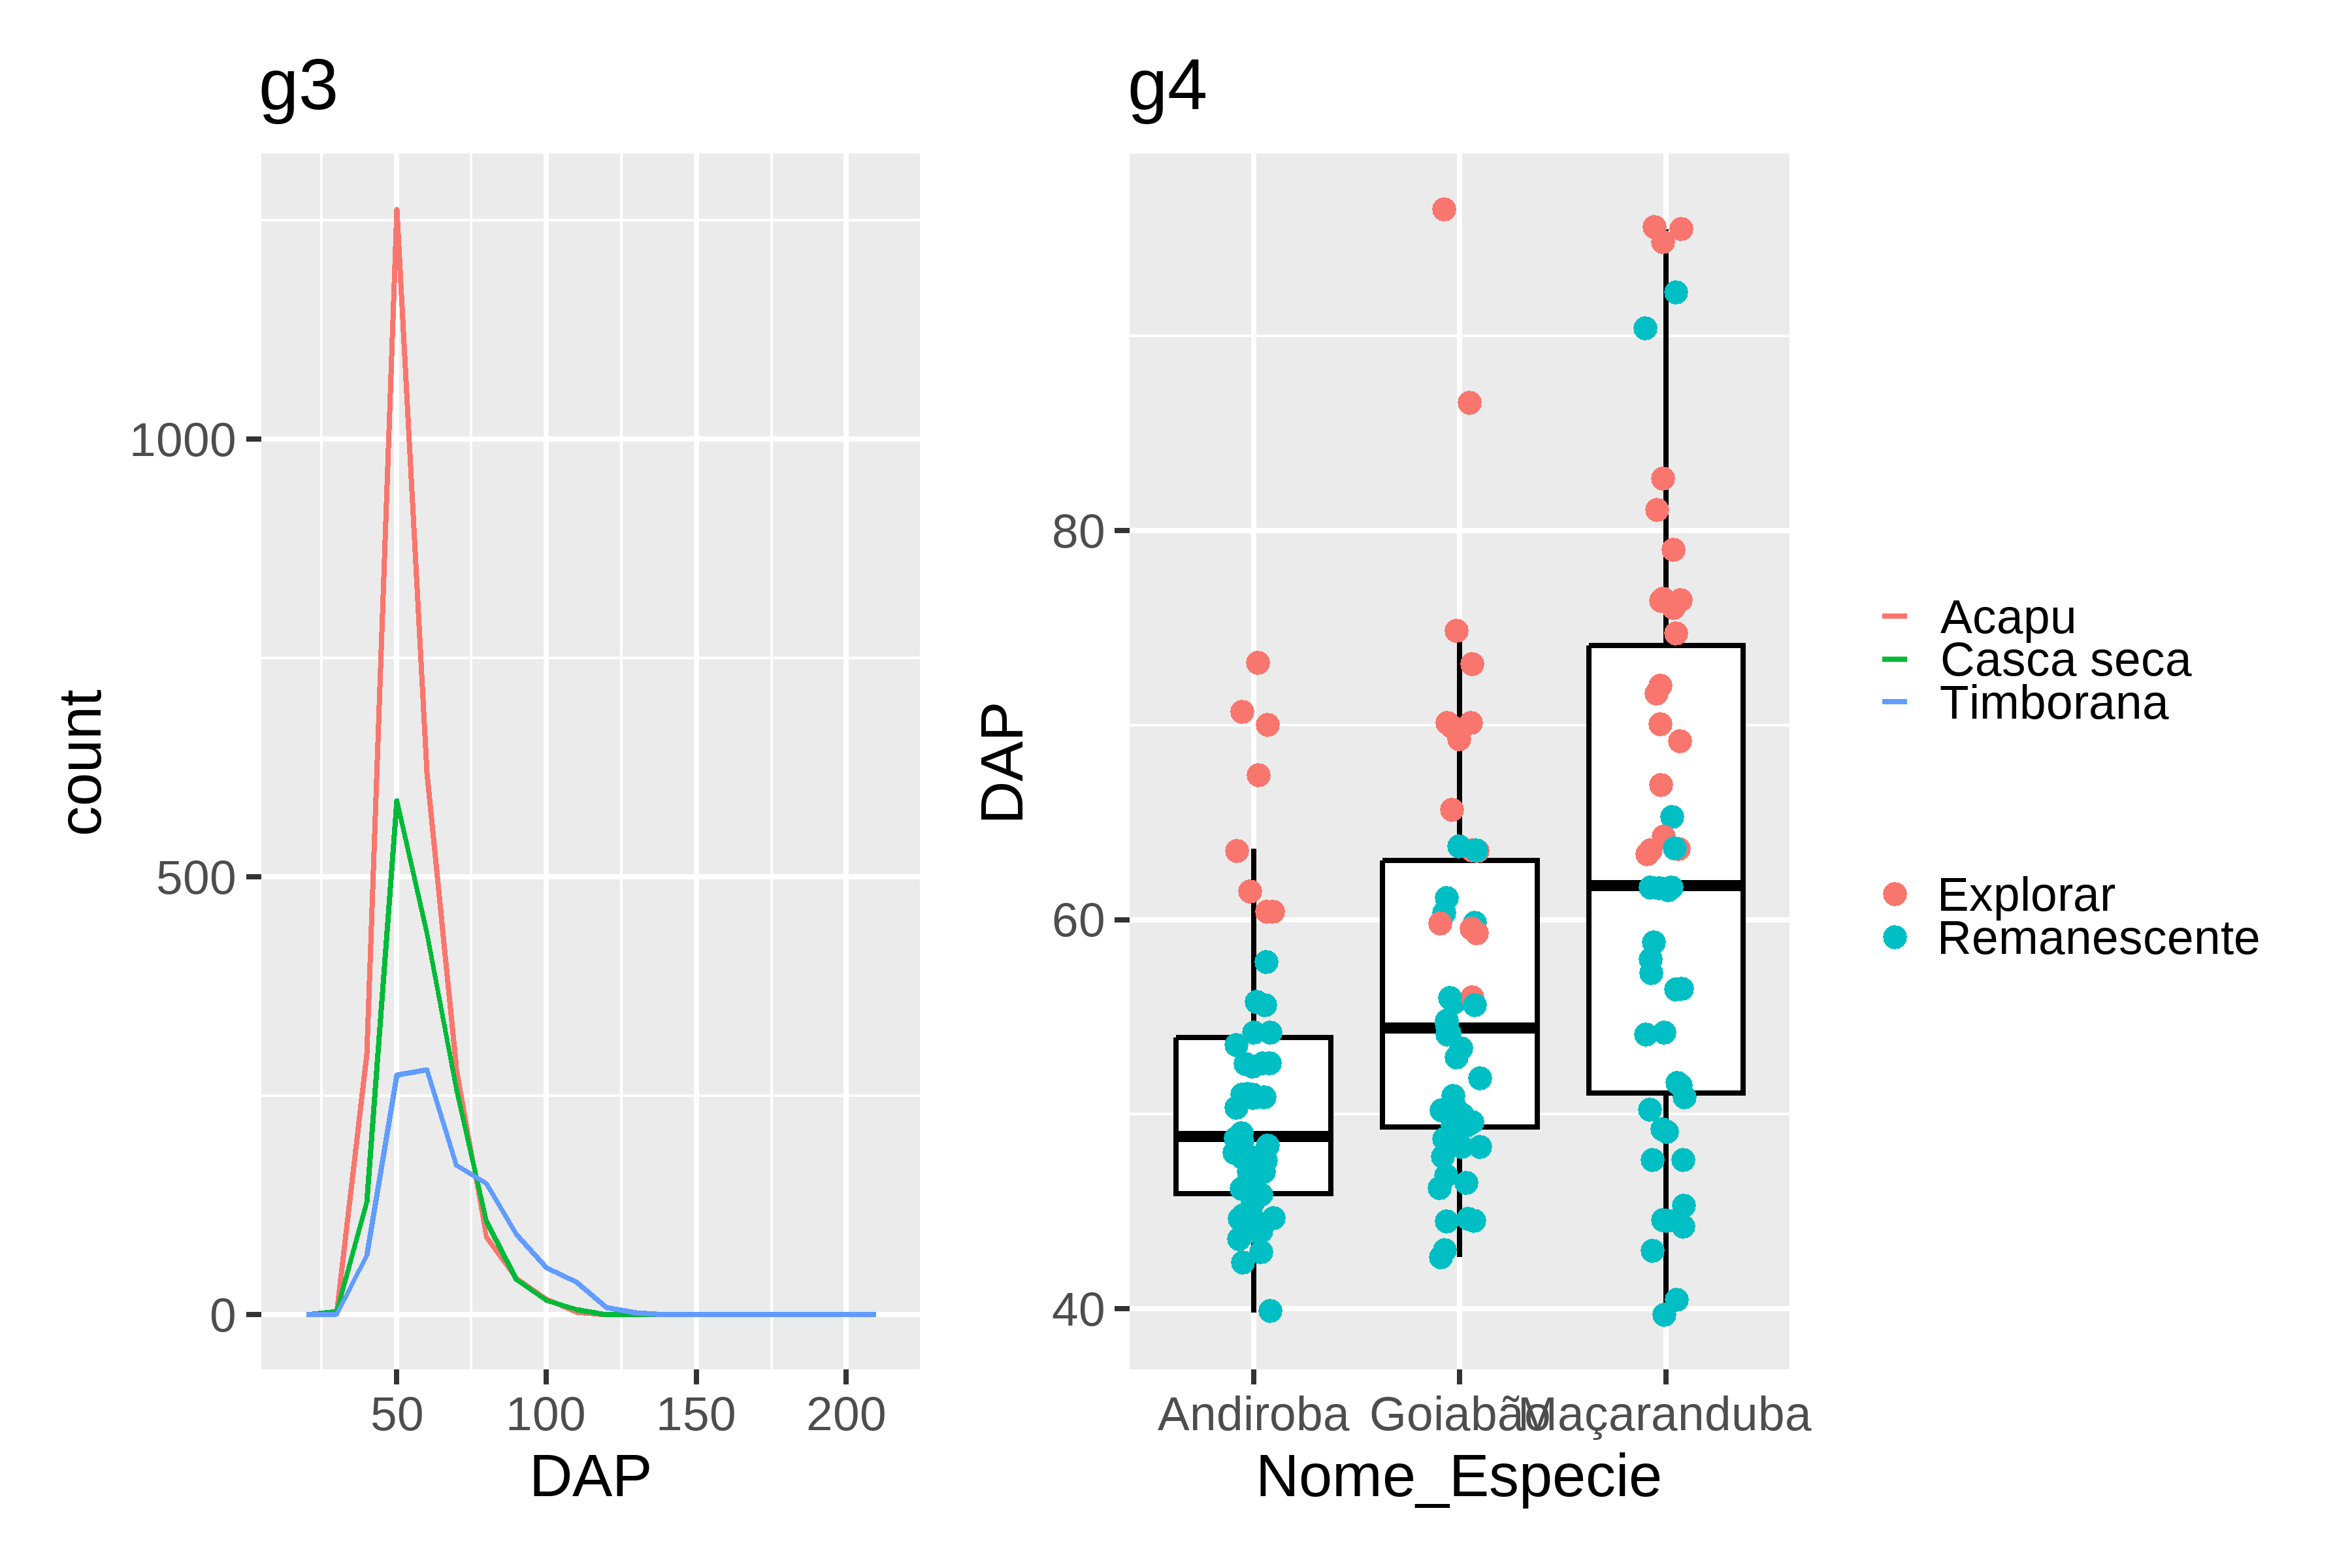 g3
count
1000
500
0
50 100 150 200
DAP
g4
DAP
80
60
40
Andiroba Goiabão Maçaranduba
Nome_Especie
Acapu
Casca seca
Timborana
Explorar
Remanescente